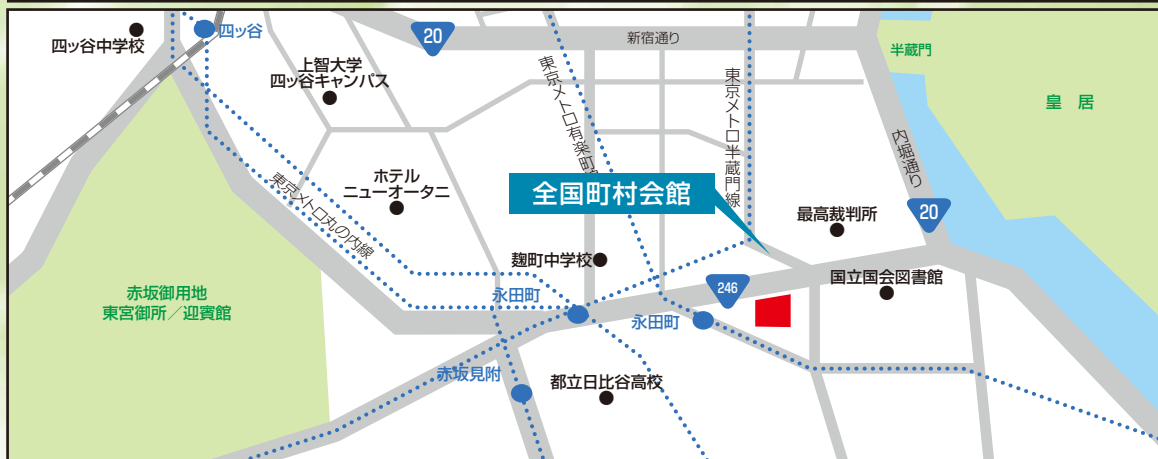 四ッ谷中学校
四ッ谷
上智大学
四ッ谷キャンパス
20
新宿通り
半蔵門
皇 居
東京メトロ有楽町
東京メトロ半蔵門線
内堀通り
ホテル
ニューオータニ
東京メトロ丸の内線
全国町村会館
最高裁判所
20
麹町中学校
国立国会図書館
246
赤坂御用地
東宮御所／迎賓館
永田町
永田町
赤坂見附
都立日比谷高校